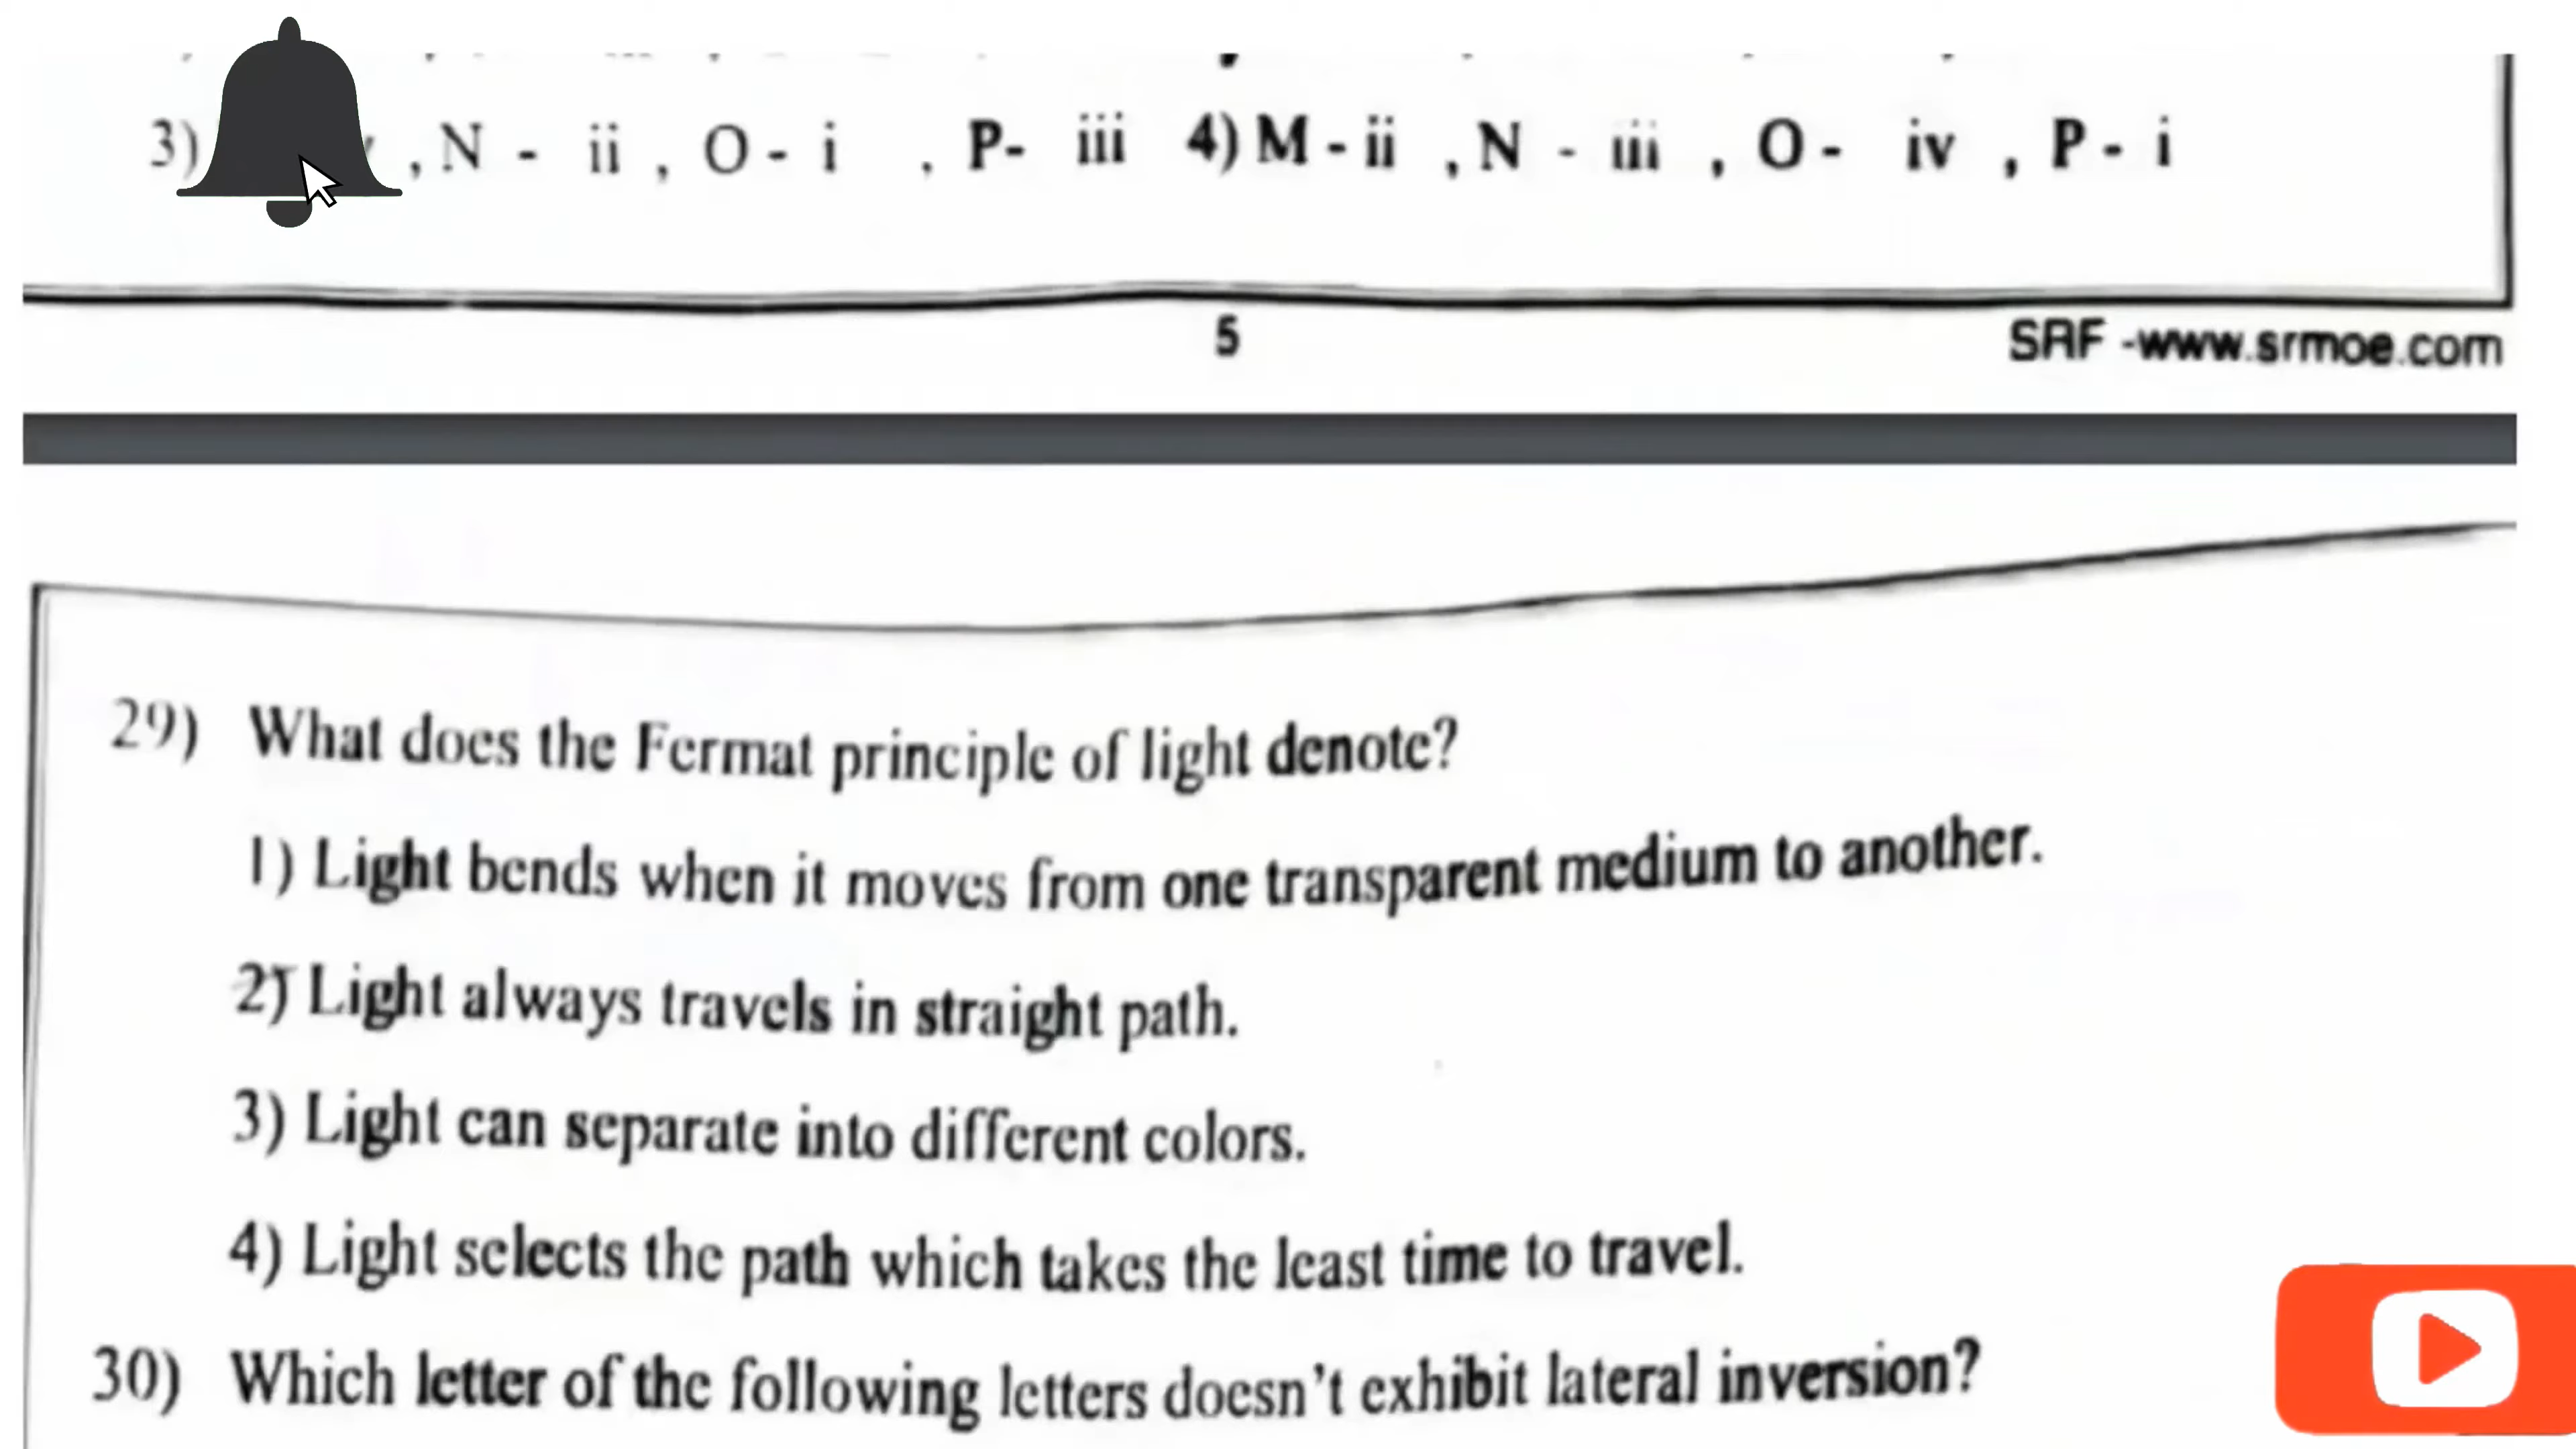 3) , N - ii , O - i , P- iii 4) M - ii , N - iii , O - iv , P - i
5
SRF -www.srmoe.com
29) What does the Fermat principle of light denote?
1) Light bends when it moves from one transparent medium to another.
2) Light always travels in straight path.
3) Light can separate into different colors.
4) Light selects the path which takes the least time to travel.
30) Which letter of the following letters doesn't exhibit lateral inversion?